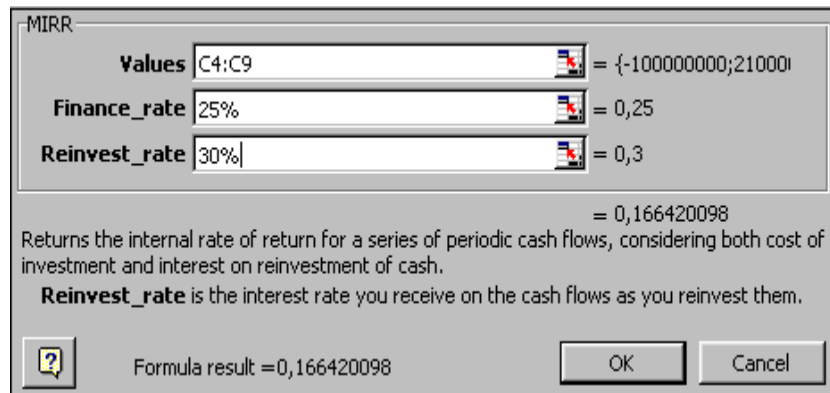 MIRR
Values C4:C9 = {-100000000;21000
Finance_rate 25% = 0,25
Reinvest_rate 30% = 0,3
= 0,166420098
Returns the internal rate of return for a series of periodic cash flows, considering both cost of
investment and interest on reinvestment of cash.
Reinvest_rate is the interest rate you receive on the cash flows as you reinvest them.
? Formula result =0,166420098 OK Cancel